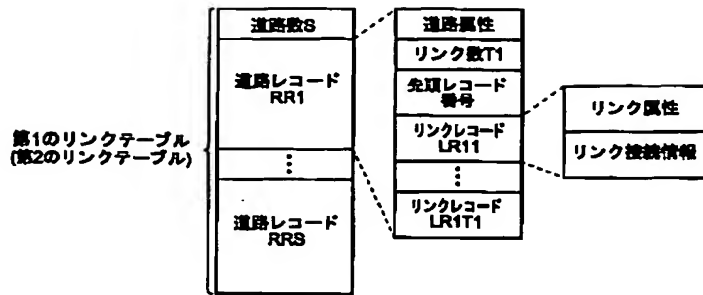 第1のリンクテーブル
(第2のリンクテーブル)
道路数S
道路レコード
RR1
⋮
道路レコード
RRS
道路属性
リンク数T1
先頭レコード
番号
リンクレコード
LR11
⋮
リンクレコード
LR1T1
リンク属性
リンク接続情報